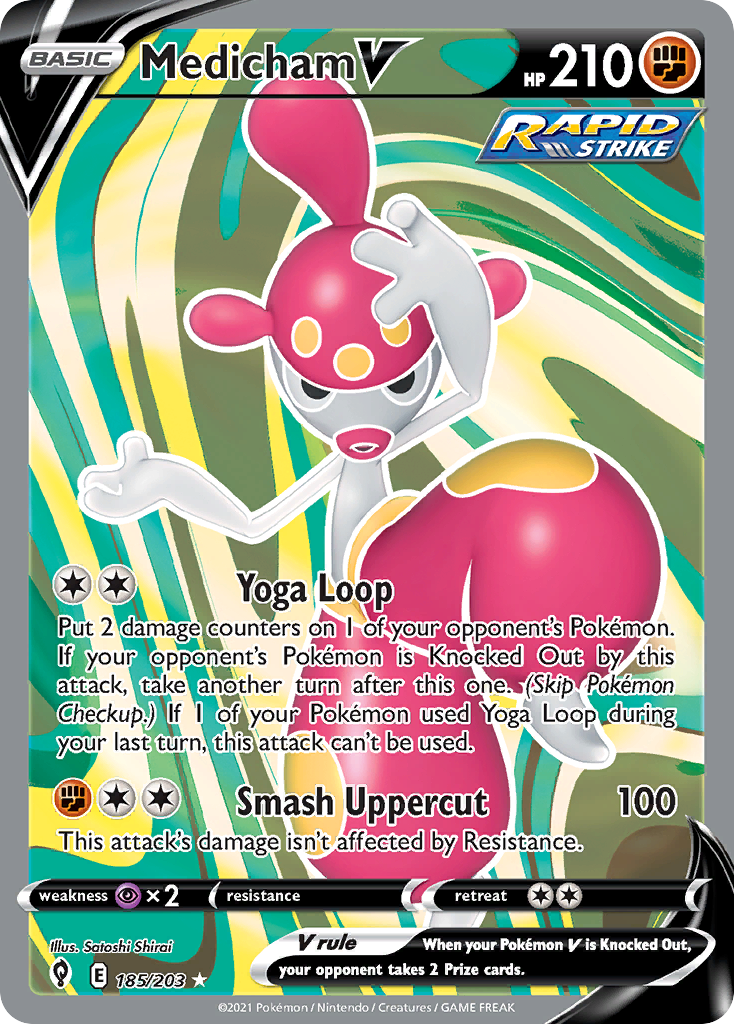 BASIC
Medicham V
HP 210
RAPID
STRIKE
Yoga Loop
Put 2 damage counters on 1 of your opponent's Pokémon.
If your opponent's Pokémon is Knocked Out by this
attack, take another turn after this one. (Skip Pokémon
Checkup.) If 1 of your Pokémon used Yoga Loop during
your last turn, this attack can't be used.
Smash Uppercut 100
This attack's damage isn't affected by Resistance.
weakness ×2 resistance retreat
Illus. Satoshi Shirai
E 185/203 ★
V rule When your Pokémon V is Knocked Out,
your opponent takes 2 Prize cards.
©2021 Pokémon / Nintendo / Creatures / GAME FREAK